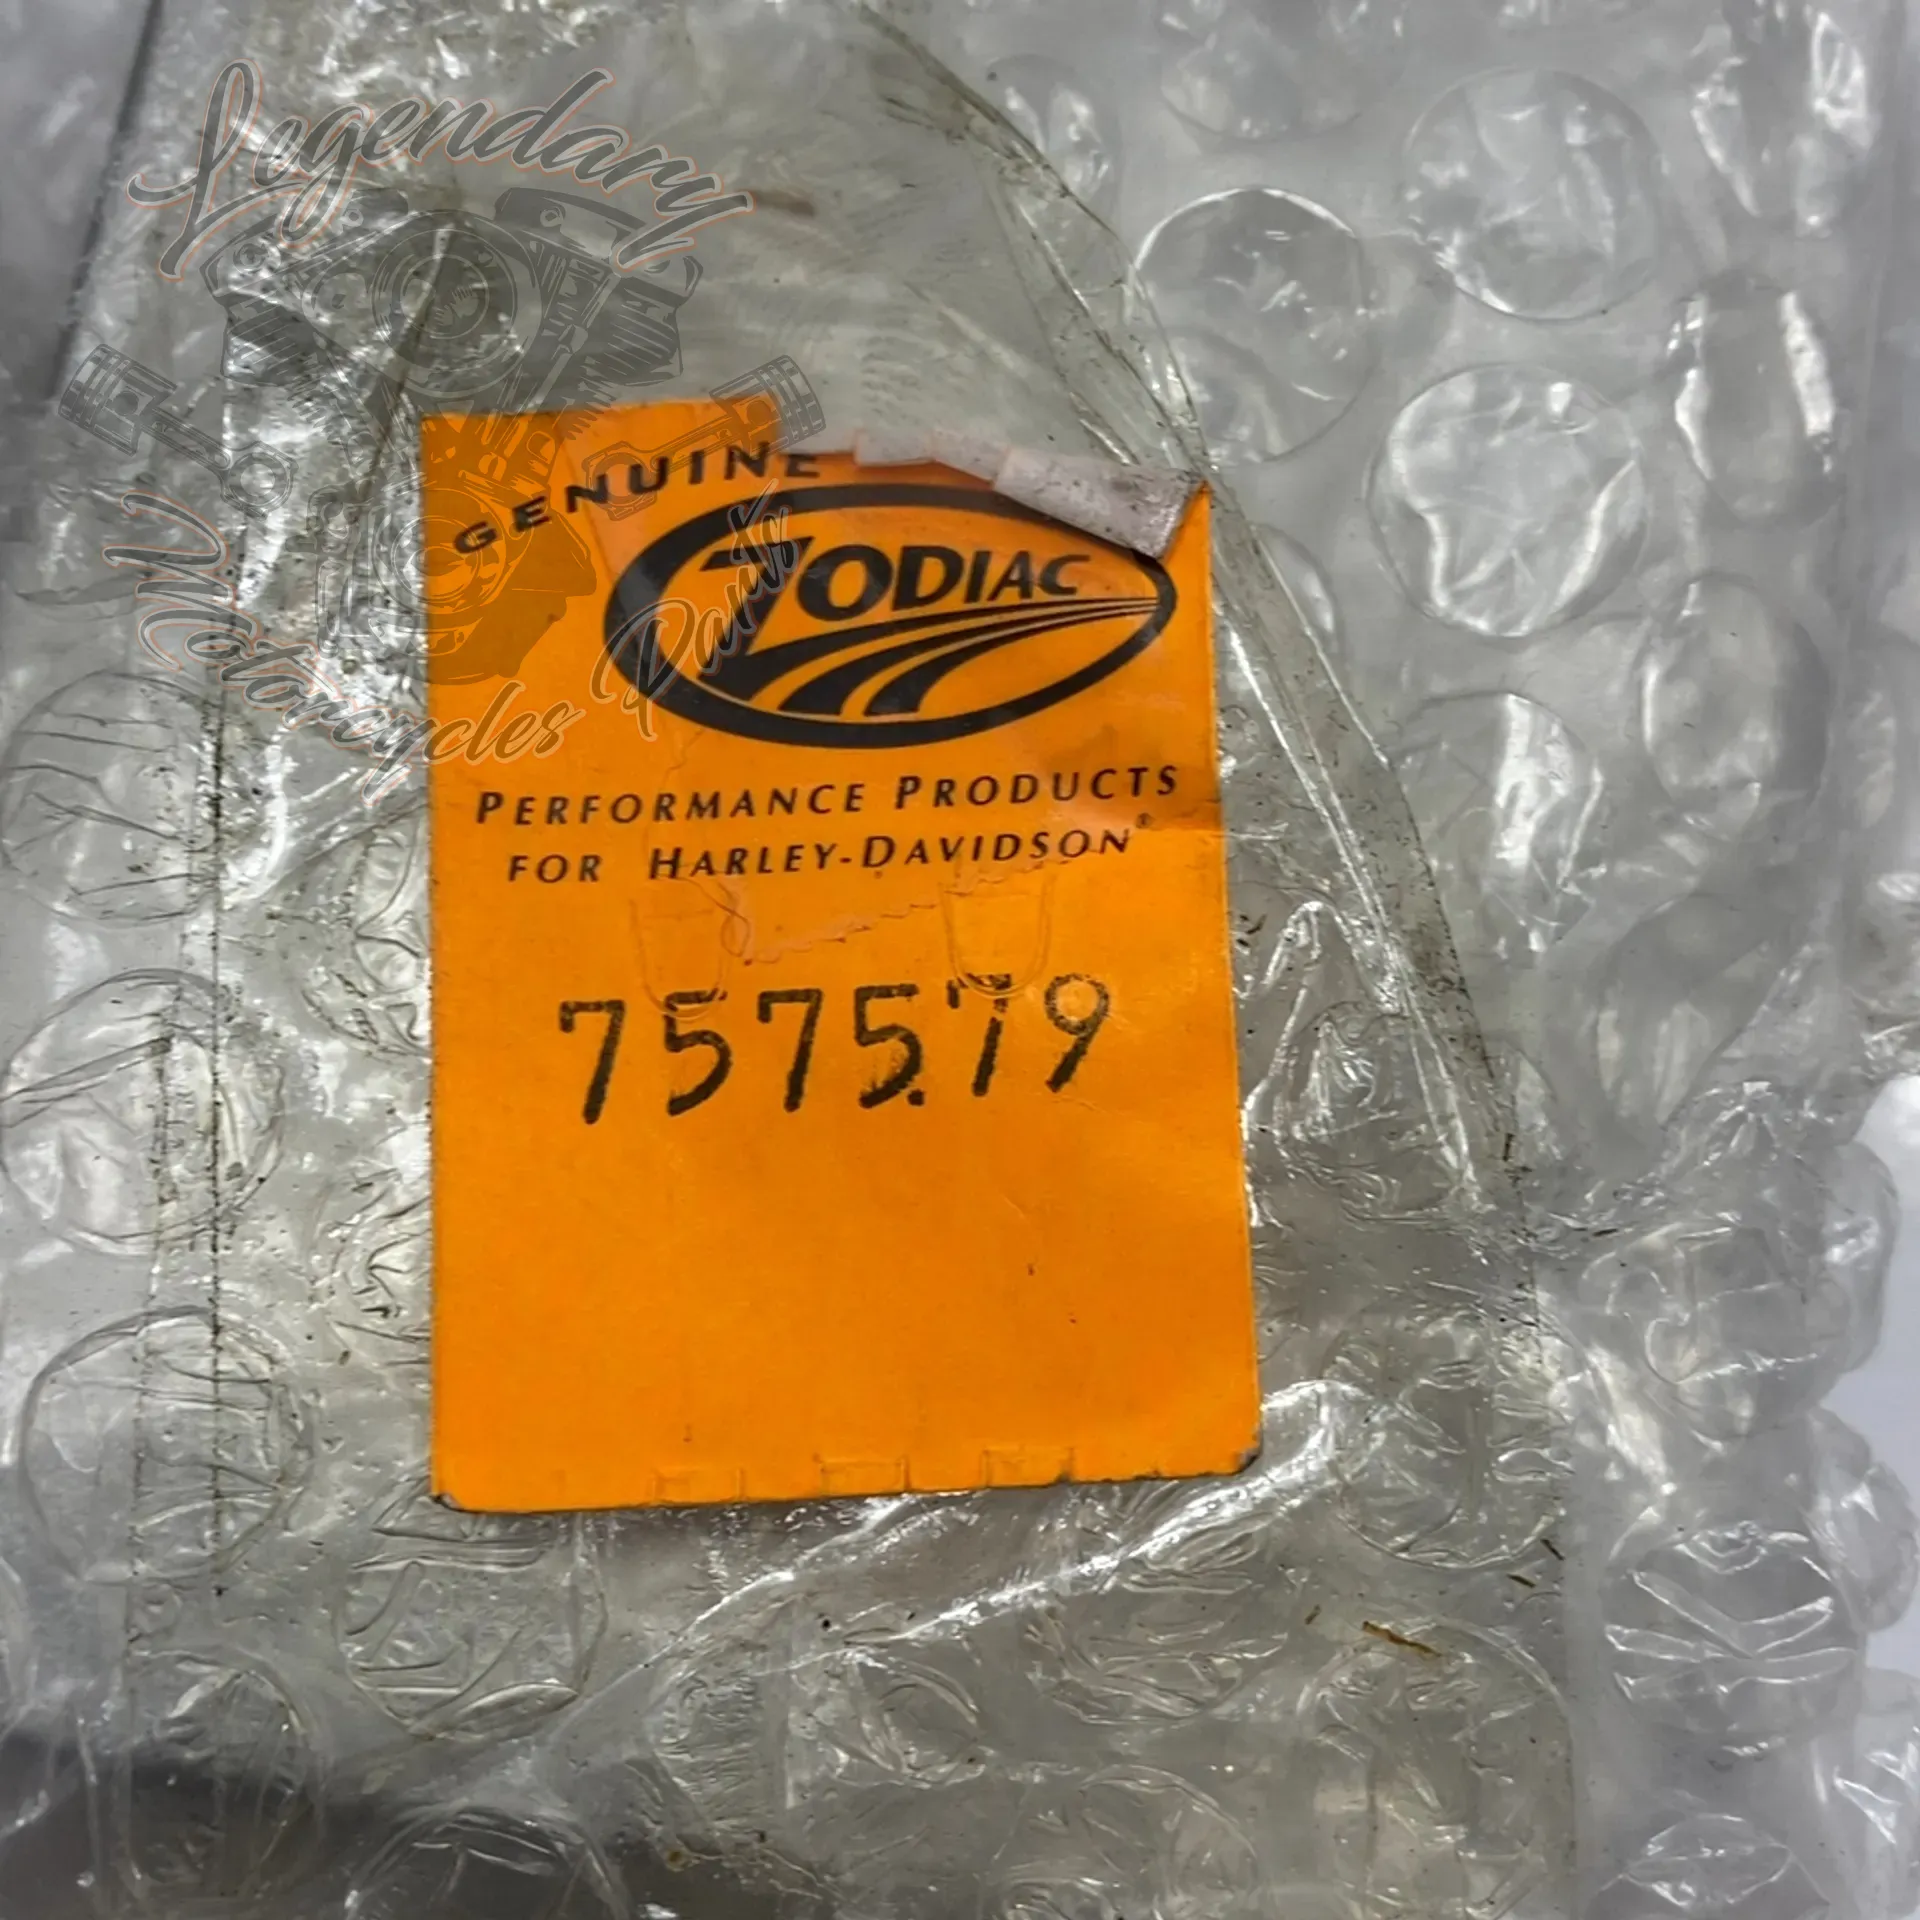 Legendary
Motorcycles Parts
GENUINE
ZODIAC
PERFORMANCE PRODUCTS
FOR HARLEY-DAVIDSON®
757579